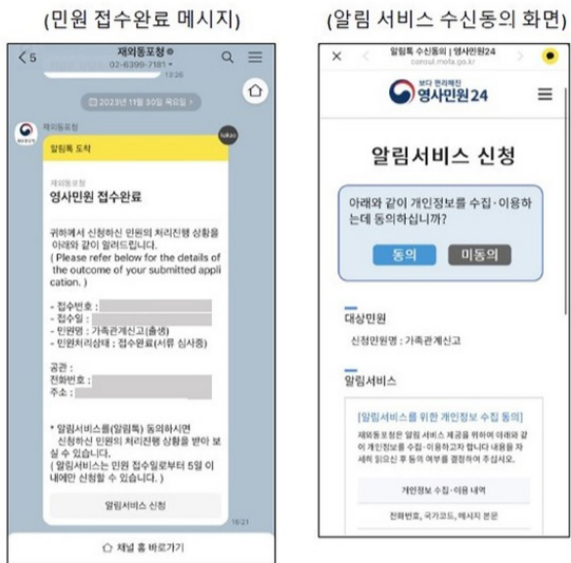 (민원 접수완료 메시지)
5
재외동포청
02-6399-7181
13:26
2023년 11월 30일 목요일
재외동포청
알림톡 도착
kakao
재외동포청
영사민원 접수완료
귀하께서 신청하신 민원의 처리진행 상황을
아래와 같이 알려드립니다.
( Please refer below for the details of
the outcome of your submitted appli
cation. )
- 접수번호 :
- 접수일 :
- 민원명 : 가족관계신고(출생)
- 민원처리상태 : 접수완료(서류 심사중)
공관 :
전화번호 :
주소 :
* 알림서비스를(알림톡) 동의하시면
신청하신 민원의 처리진행 상황을 받아 보
실 수 있습니다.
( 알림서비스는 민원 접수일로부터 5일 이
내에만 신청할 수 있습니다. )
알림서비스 신청
16:21
채널 홈 바로가기
(알림 서비스 수신동의 화면)
알림톡 수신동의 | 영사민원24
consul.mofa.go.kr
보다 편리해진
영사민원24
알림서비스 신청
아래와 같이 개인정보를 수집·이용하
는데 동의하십니까?
동의
미동의
대상민원
신청민원명 : 가족관계신고
알림서비스
[알림서비스를 위한 개인정보 수집 동의]
재외동포청은 알림 서비스 제공을 위하여 아래와 같
이 개인정보를 수집·이용하고자 합니다 내용을 자
세히 읽으신 후 동의 여부를 결정하여 주십시오.
개인정보 수집·이용 내역
전화번호, 국가코드, 메시지 본문